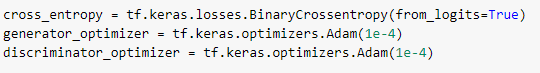 cross_entropy = tf.keras.losses.BinaryCrossentropy(from_logits=True)
generator_optimizer = tf.keras.optimizers.Adam(1e-4)
discriminator_optimizer = tf.keras.optimizers.Adam(1e-4)